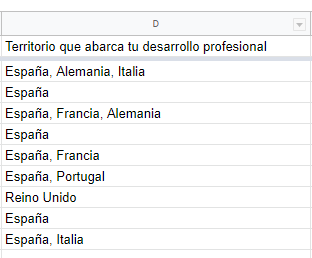 D
Territorio que abarca tu desarrollo profesional
España, Alemania, Italia
España
España, Francia, Alemania
España
España, Francia
España, Portugal
Reino Unido
España
España, Italia